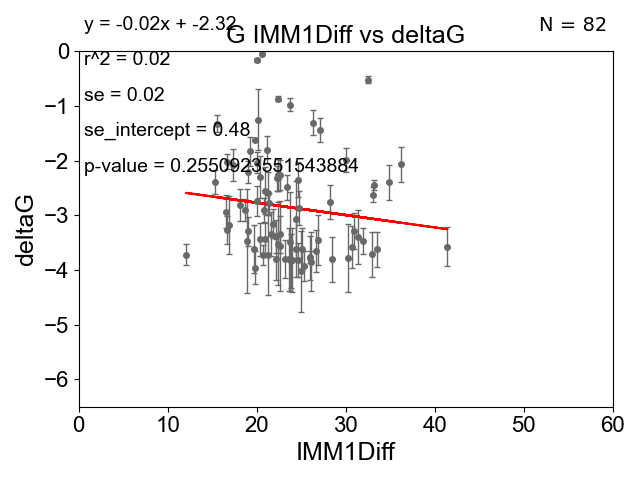 y = -0.02x + -2.32
N = 82
G IMM1Diff vs deltaG
r^2 = 0.02
se = 0.02
se_intercept = 0.48
p-value = 0.2550923551543884
0
−1
−2
−3
−4
−5
−6
deltaG
0 10 20 30 40 50 60
IMM1Diff